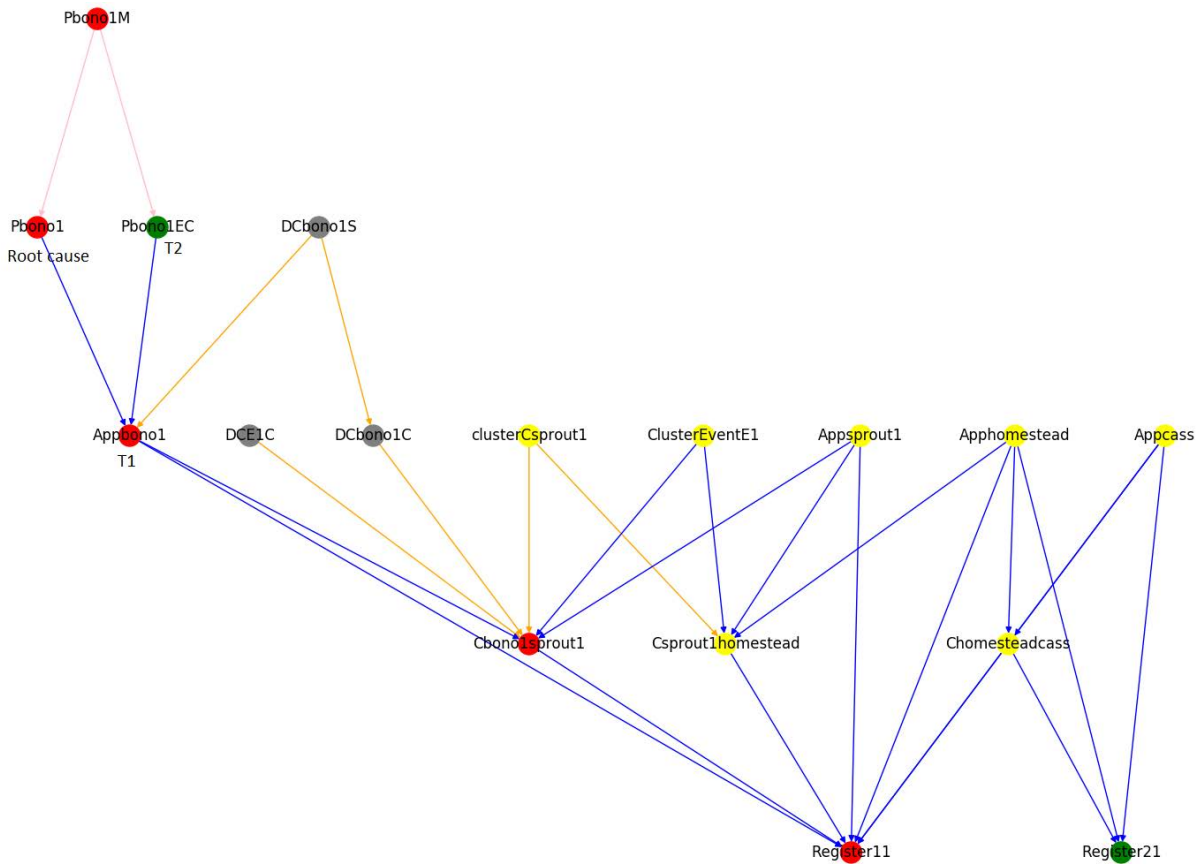 Pbono1M
Pbono1
Pbono1EC
DCbono1S
Root cause
T2
Appbono1
DCE1C
DCbono1C
clusterCsprout1
ClusterEventE1
Appsprout1
Apphomestead
Appcass
T1
Cbono1sprout1
Csprout1homestead
Chomesteadcass
Register11
Register21